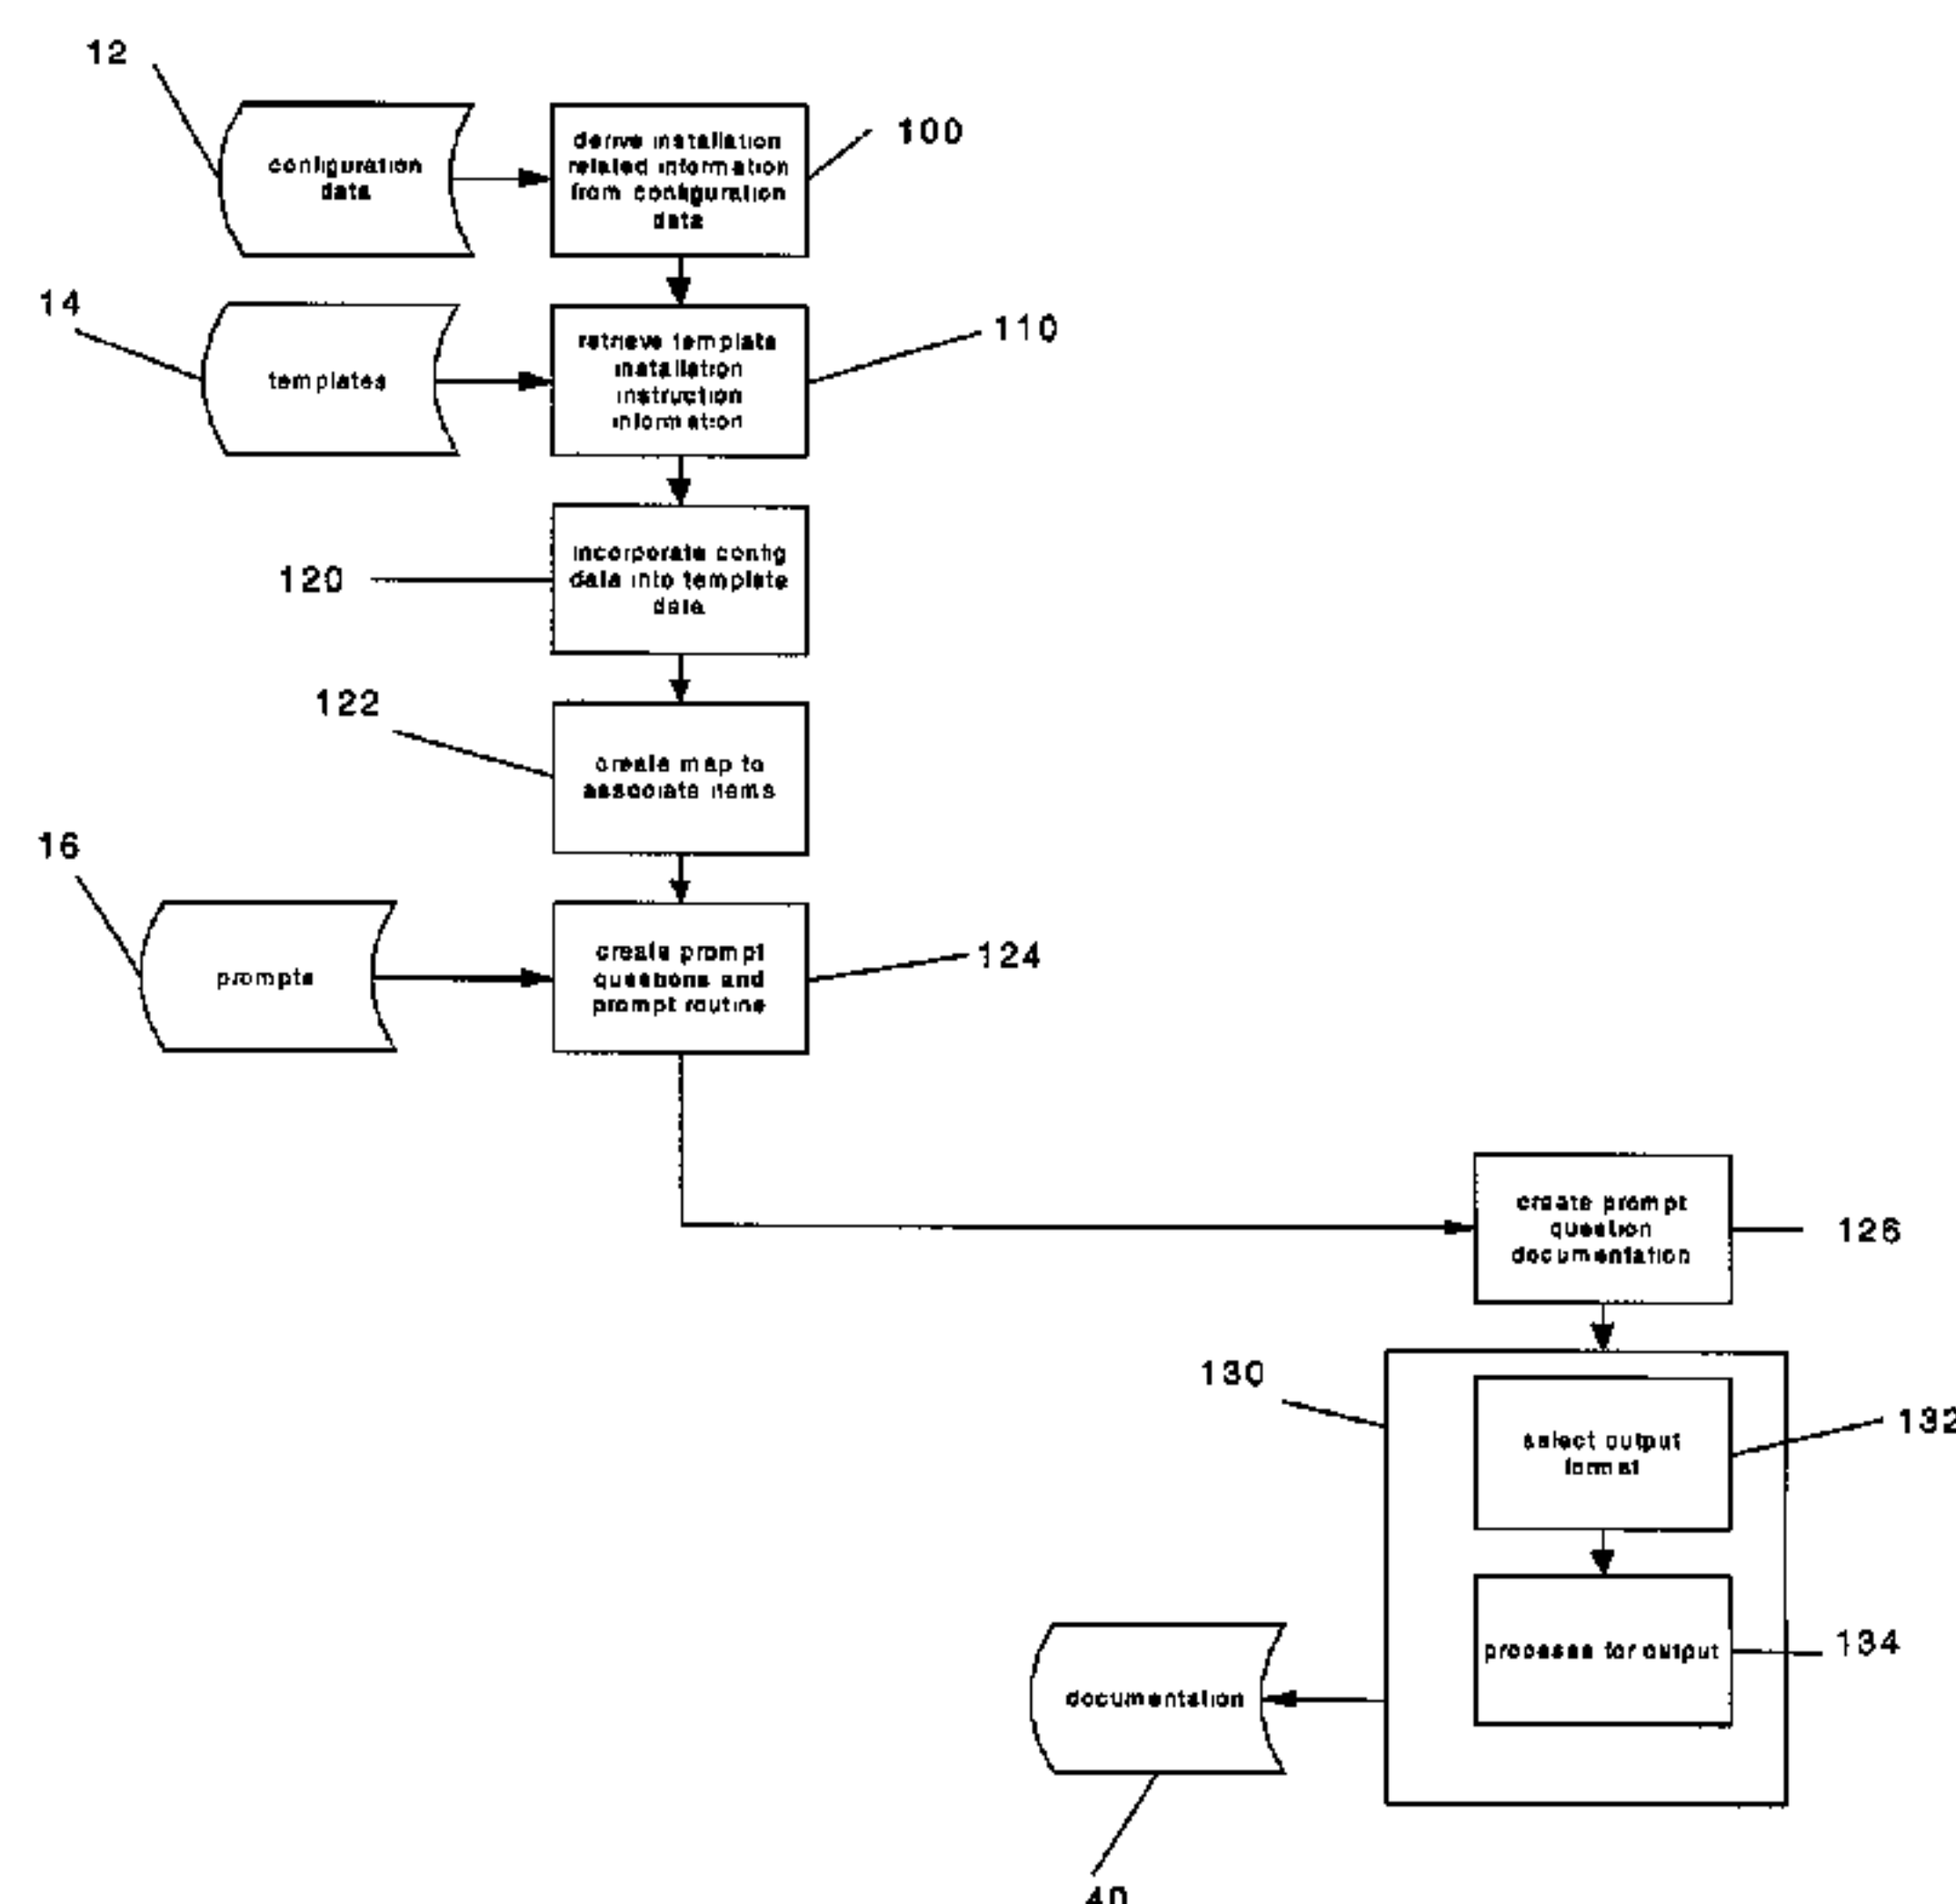 12
configuration
data
derive installation
related information
from configuration
data
100
14
templates
retrieve template
installation
instruction
information
110
120
incorporate config
data into template
data
122
create map to
associate items
16
prompts
create prompt
questions and
prompt routine
124
create prompt
question
documentation
126
130
select output
format
132
processes for output
134
documentation
40